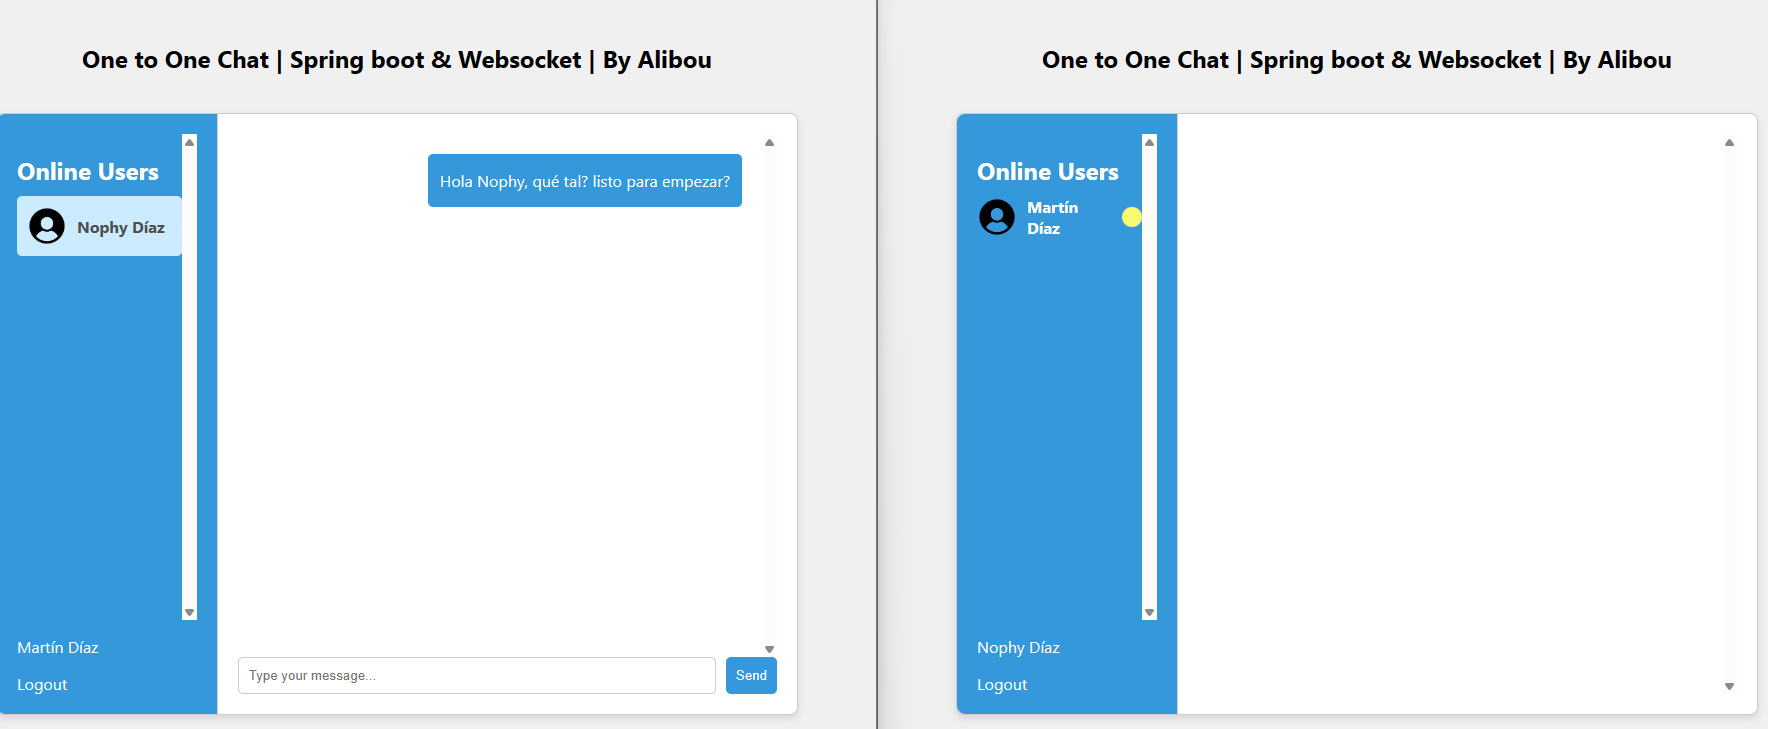 One to One Chat | Spring boot & Websocket | By Alibou
Online Users
Nophy Díaz
Hola Nophy, qué tal? listo para empezar?
Martín Díaz
Logout
Type your message...
Send
One to One Chat | Spring boot & Websocket | By Alibou
Online Users
Martín
Díaz
Nophy Díaz
Logout